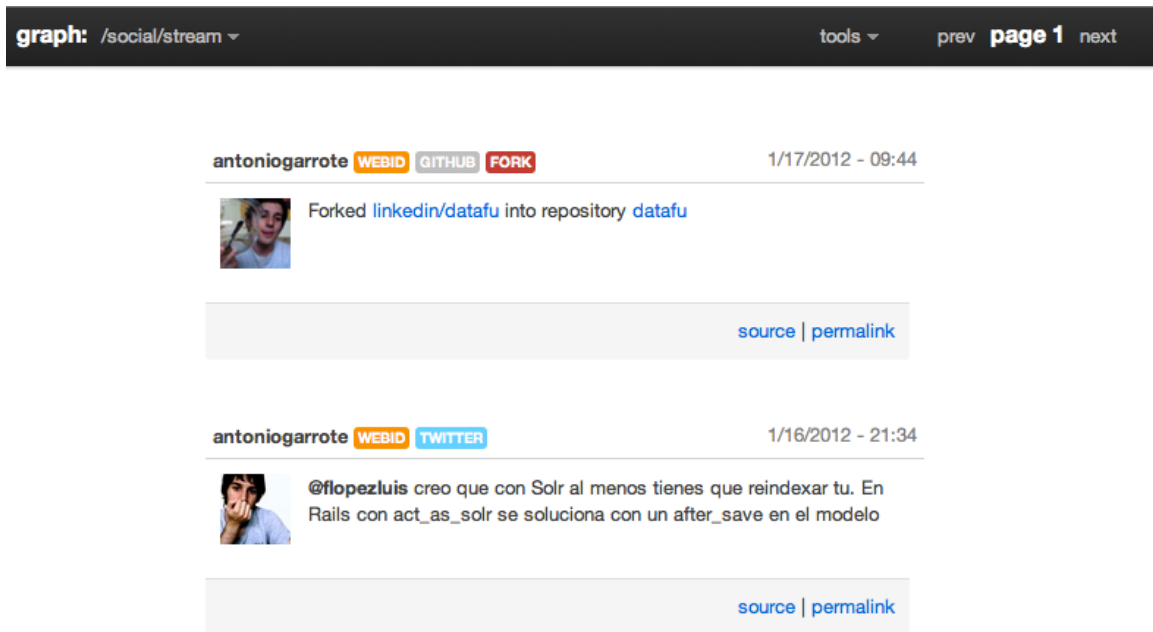 graph: /social/stream tools prev page 1 next
antoniogarrote WEBID GITHUB FORK 1/17/2012 - 09:44
Forked linkedin/datafu into repository datafu
source | permalink
antoniogarrote WEBID TWITTER 1/16/2012 - 21:34
@flopezluis creo que con Solr al menos tienes que reindexar tu. En
Rails con act_as_solr se soluciona con un after_save en el modelo
source | permalink